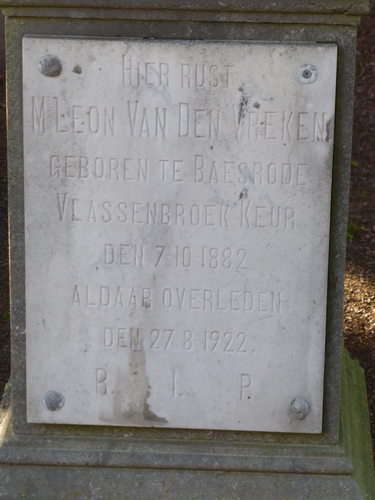 HIER RUST
Mr LEON VAN DEN VREKEN
GEBOREN TE BAESRODE
VLASSENBROEK KEUR
DEN 7-10-1882
ALDAAR OVERLEDEN
DEN 27-8-1922.
R. I. P.